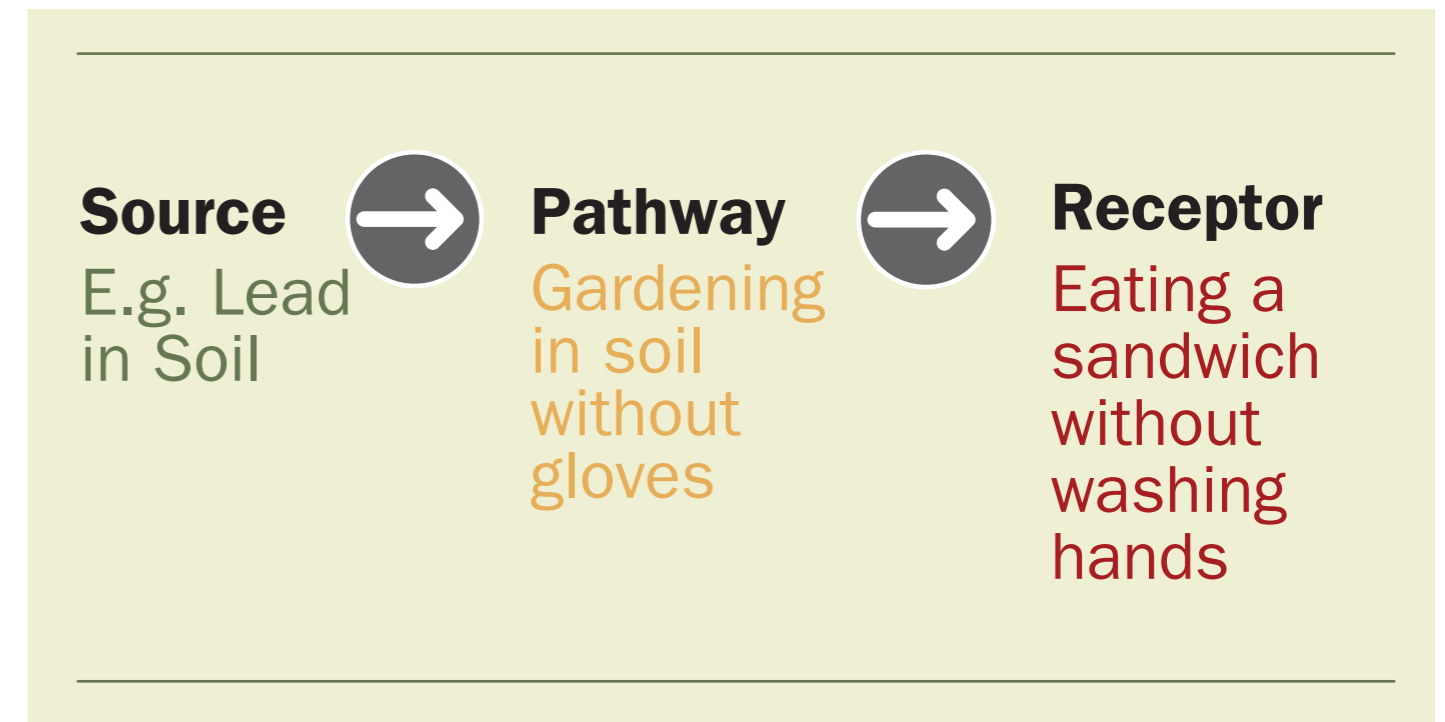 Source
E.g. Lead
in Soil
Pathway
Gardening
in soil
without
gloves
Receptor
Eating a
sandwich
without
washing
hands